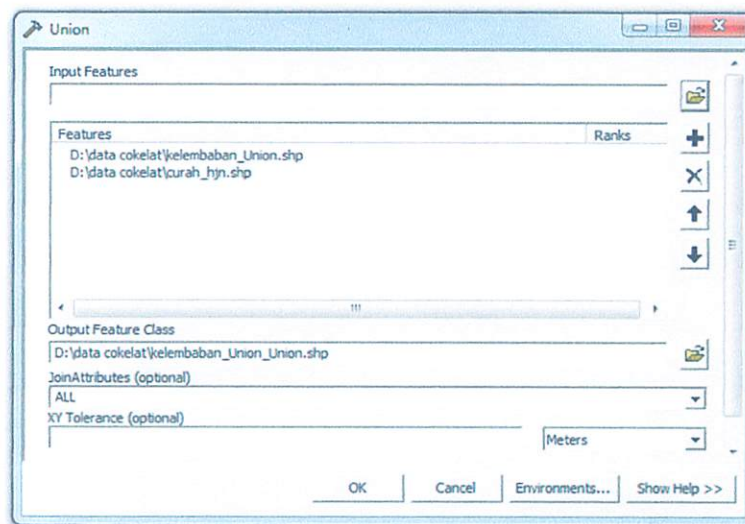 Union
Input Features
Features Ranks
D:\data cokelat\kelembaban_Union.shp
D:\data cokelat\curah_hjn.shp
Output Feature Class
D:\data cokelat\kelembaban_Union_Union.shp
JoinAttributes (optional)
ALL
XY Tolerance (optional)
Meters
OK Cancel Environments... Show Help >>